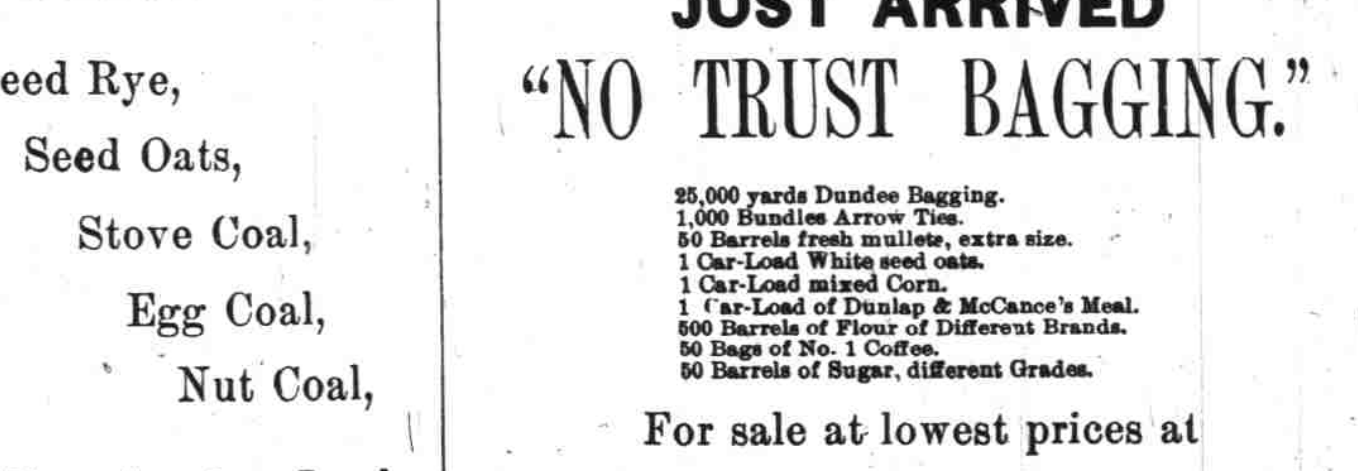 eed Rye,
Seed Oats,
Stove Coal,
Egg Coal,
Nut Coal,
JUST ARRIVED
“NO TRUST BAGGING.”
25,000 yards Dundee Bagging.
1,000 Bundles Arrow Ties.
50 Barrels fresh mullete, extra size.
1 Car-Load White seed oats.
1 Car-Load mixed Corn.
1 Car-Load of Dunlap & McCance's Meal.
500 Barrels of Flour of Different Brands.
50 Bags of No. 1 Coffee.
50 Barrels of Sugar, different Grades.
For sale at lowest prices at